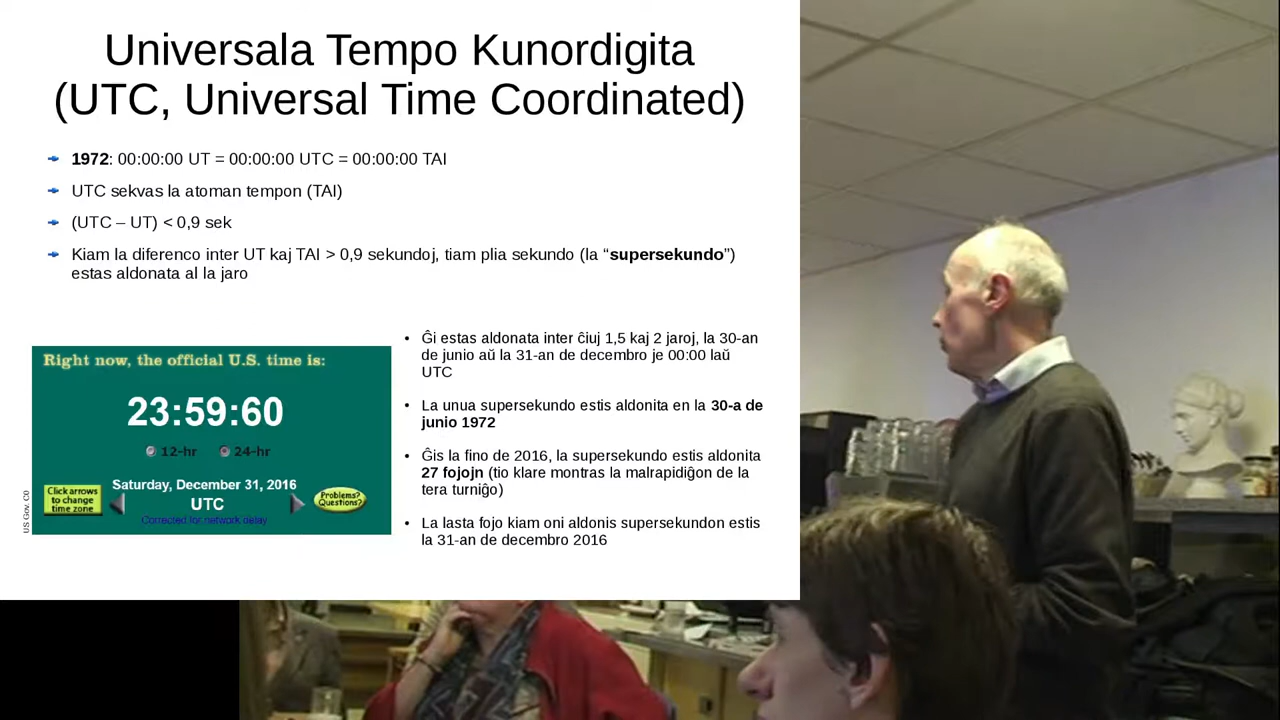 Universala Tempo Kunordigita
(UTC, Universal Time Coordinated)
1972: 00:00:00 UT = 00:00:00 UTC = 00:00:00 TAI
UTC sekvas la atoman tempon (TAI)
(UTC – UT) < 0,9 sek
Kiam la diferenco inter UT kaj TAI > 0,9 sekundoj, tiam plia sekundo (la “supersekundo”)
estas aldonata al la jaro
Right now, the official U.S. time is:
23:59:60
12-hr 24-hr
Saturday, December 31, 2016
UTC
Corrected for network delay
Click arrows
to change
time zone
Problems?
Questions?
US Gov, C0
Ĝi estas aldonata inter ĉiuj 1,5 kaj 2 jaroj, la 30-an
de junio aŭ la 31-an de decembro je 00:00 laŭ
UTC
La unua supersekundo estis aldonita en la 30-a de
junio 1972
Ĝis la fino de 2016, la supersekundo estis aldonita
27 fojojn (tio klare montras la malrapidiĝon de la
tera turniĝo)
La lasta fojo kiam oni aldonis supersekundon estis
la 31-an de decembro 2016